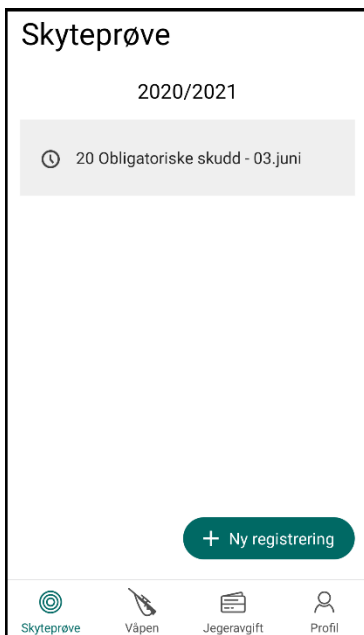 Skyteprøve
2020/2021
20 Obligatoriske skudd - 03.juni
+ Ny registrering
Skyteprøve Våpen Jegeravgift Profil